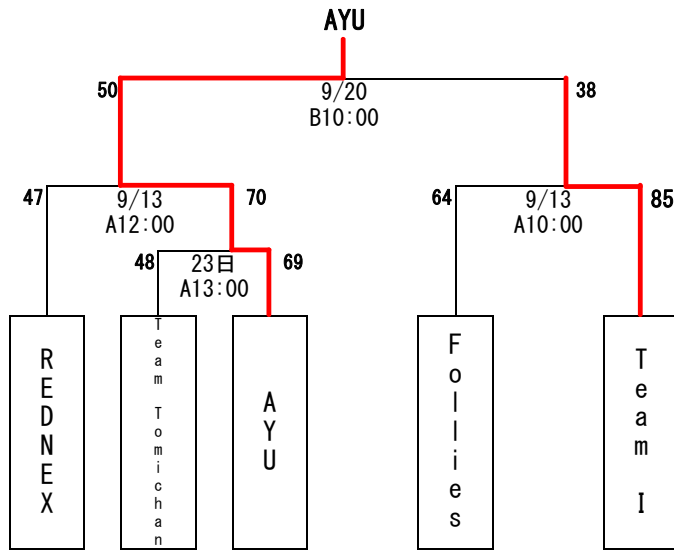 AYU
50
9/20
38
B10:00
47
9/13
70
64
9/13
85
A12:00
A10:00
48
23日
69
A13:00
REDNEX
Team Tomichan
AYU
Follies
Team I